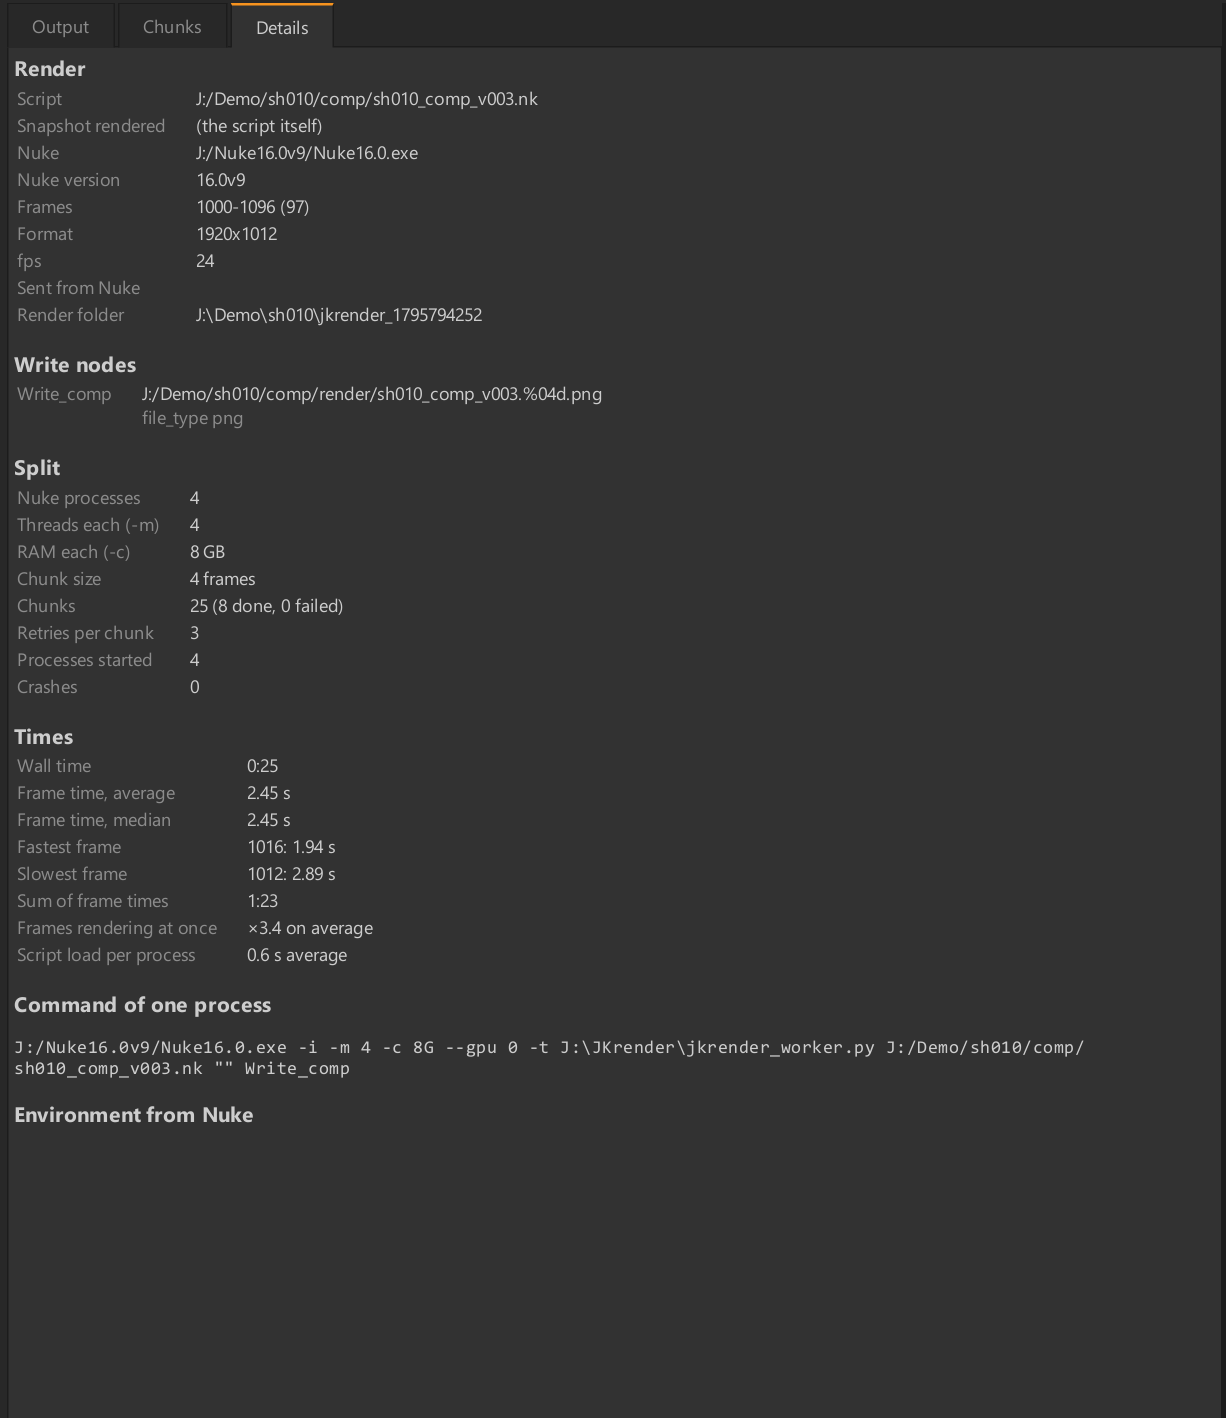 Output Chunks Details
Render
Script J:/Demo/sh010/comp/sh010_comp_v003.nk
Snapshot rendered (the script itself)
Nuke J:/Nuke16.0v9/Nuke16.0.exe
Nuke version 16.0v9
Frames 1000-1096 (97)
Format 1920x1012
fps 24
Sent from Nuke
Render folder J:\Demo\sh010\jkrender_1795794252
Write nodes
Write_comp J:/Demo/sh010/comp/render/sh010_comp_v003.%04d.png
file_type png
Split
Nuke processes 4
Threads each (-m) 4
RAM each (-c) 8 GB
Chunk size 4 frames
Chunks 25 (8 done, 0 failed)
Retries per chunk 3
Processes started 4
Crashes 0
Times
Wall time 0:25
Frame time, average 2.45 s
Frame time, median 2.45 s
Fastest frame 1016: 1.94 s
Slowest frame 1012: 2.89 s
Sum of frame times 1:23
Frames rendering at once ×3.4 on average
Script load per process 0.6 s average
Command of one process
J:/Nuke16.0v9/Nuke16.0.exe -i -m 4 -c 8G --gpu 0 -t J:\JKrender\jkrender_worker.py J:/Demo/sh010/comp/
sh010_comp_v003.nk "" Write_comp
Environment from Nuke